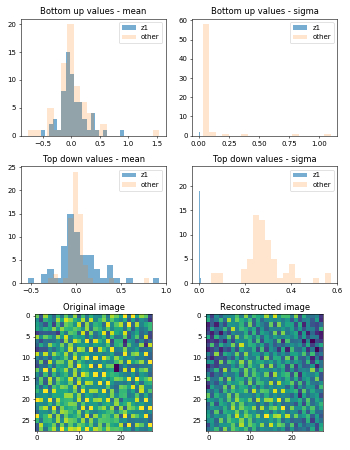 Bottom up values - mean
20
15
10
5
0
−0.5 0.0 0.5 1.0 1.5
z1
other
Bottom up values - sigma
60
50
40
30
20
10
0
0.00 0.25 0.50 0.75 1.00
z1
other
Top down values - mean
25
20
15
10
5
0
−0.5 0.0 0.5 1.0
z1
other
Top down values - sigma
20
15
10
5
0
0.0 0.2 0.4 0.6
z1
other
Original image
0
5
10
15
20
25
0 20
Reconstructed image
0
5
10
15
20
25
0 20